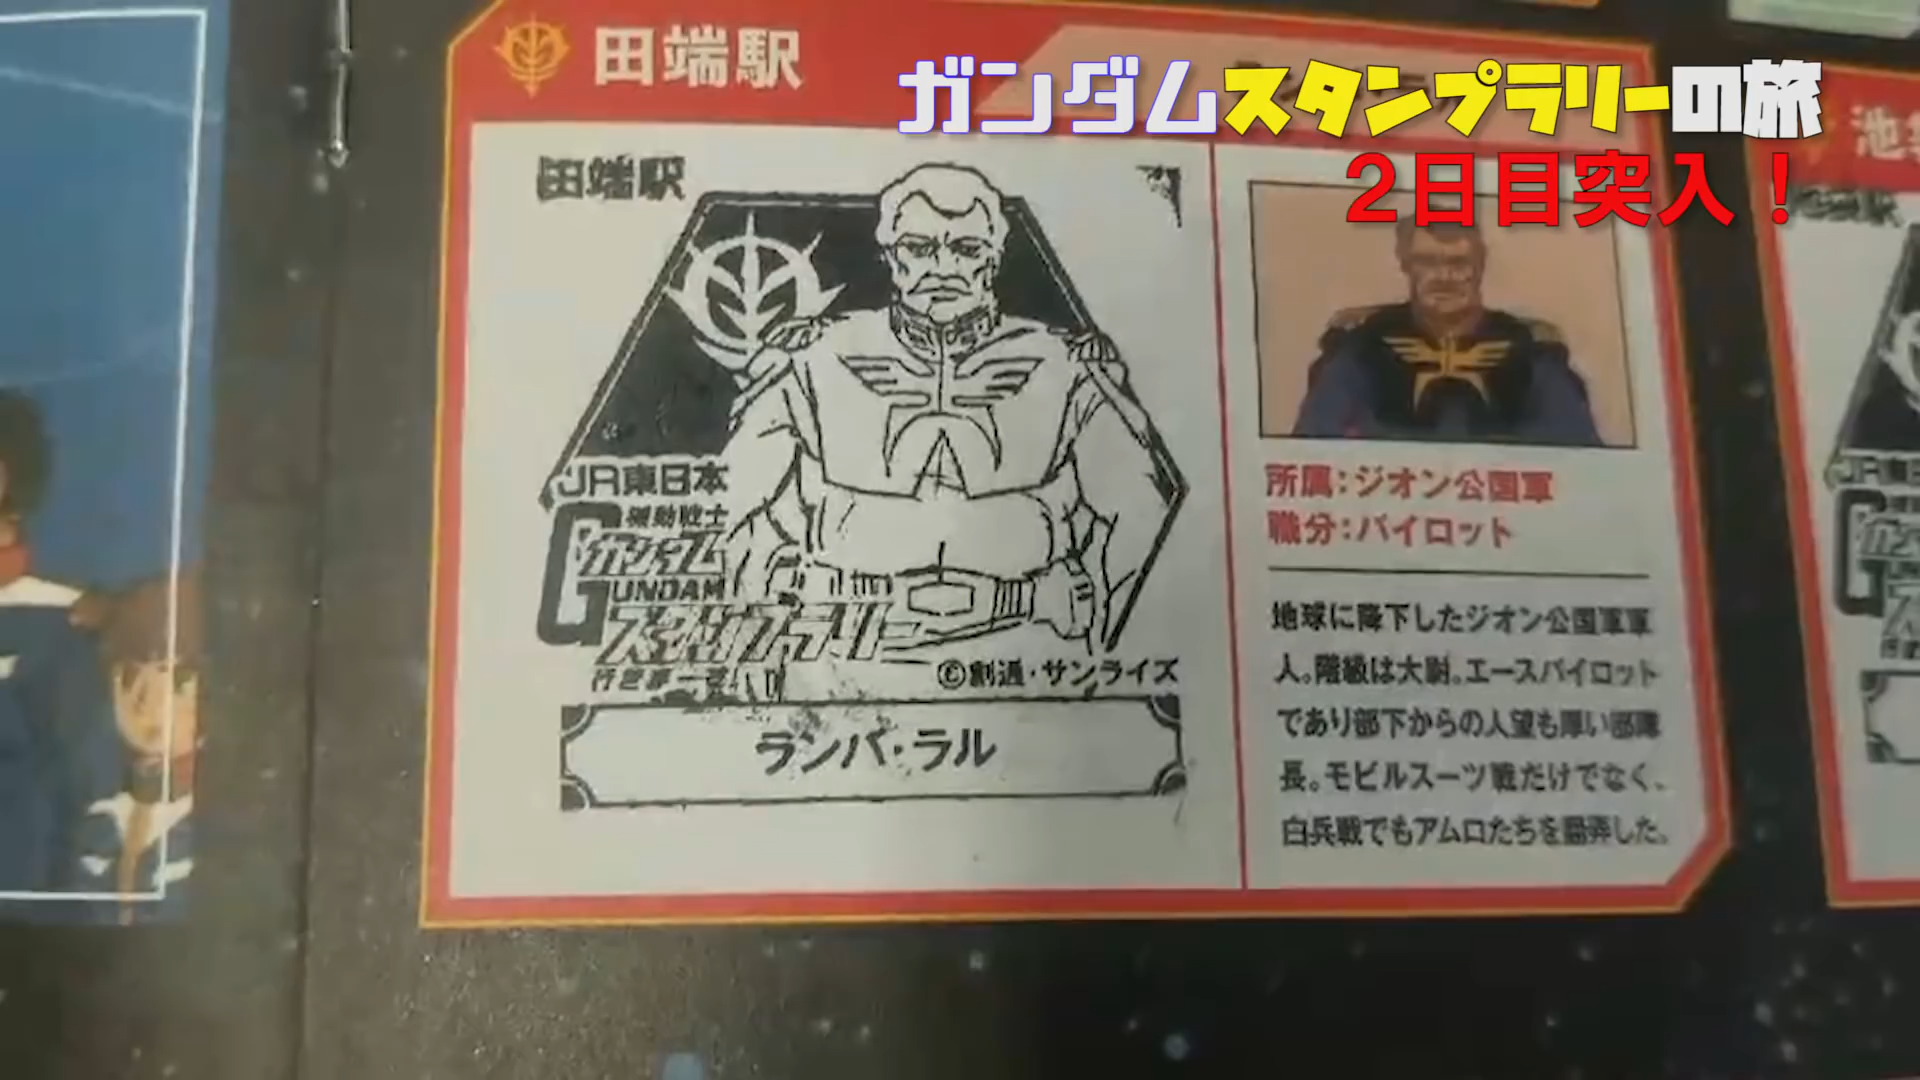 田端駅
ガンダムスタンプラリーの旅
2日目突入！
田端駅
JR東日本
機動戦士
ガンダム
GUNDAM
スタンプラリー
©創通・サンライズ
ランバ・ラル
所属:ジオン公国軍
職分:パイロット
地球に降下したジオン公国軍軍
人。階級は大尉。エースパイロット
であり部下からの人望も厚い部隊
長。モビルスーツ戦だけでなく、
白兵戦でもアムロたちを翻弄した。
池
JR東